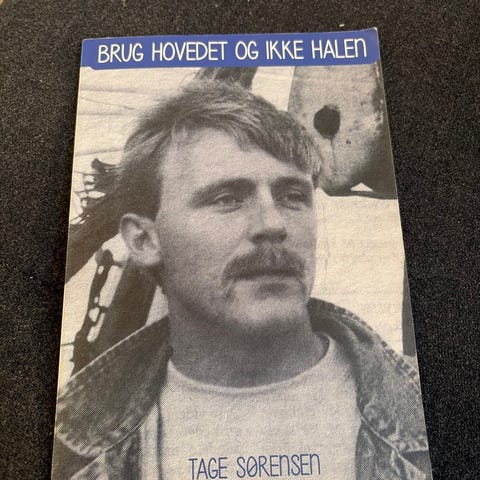 BRUG HOVEDET OG IKKE HALEN
TAGE SØRENSEN